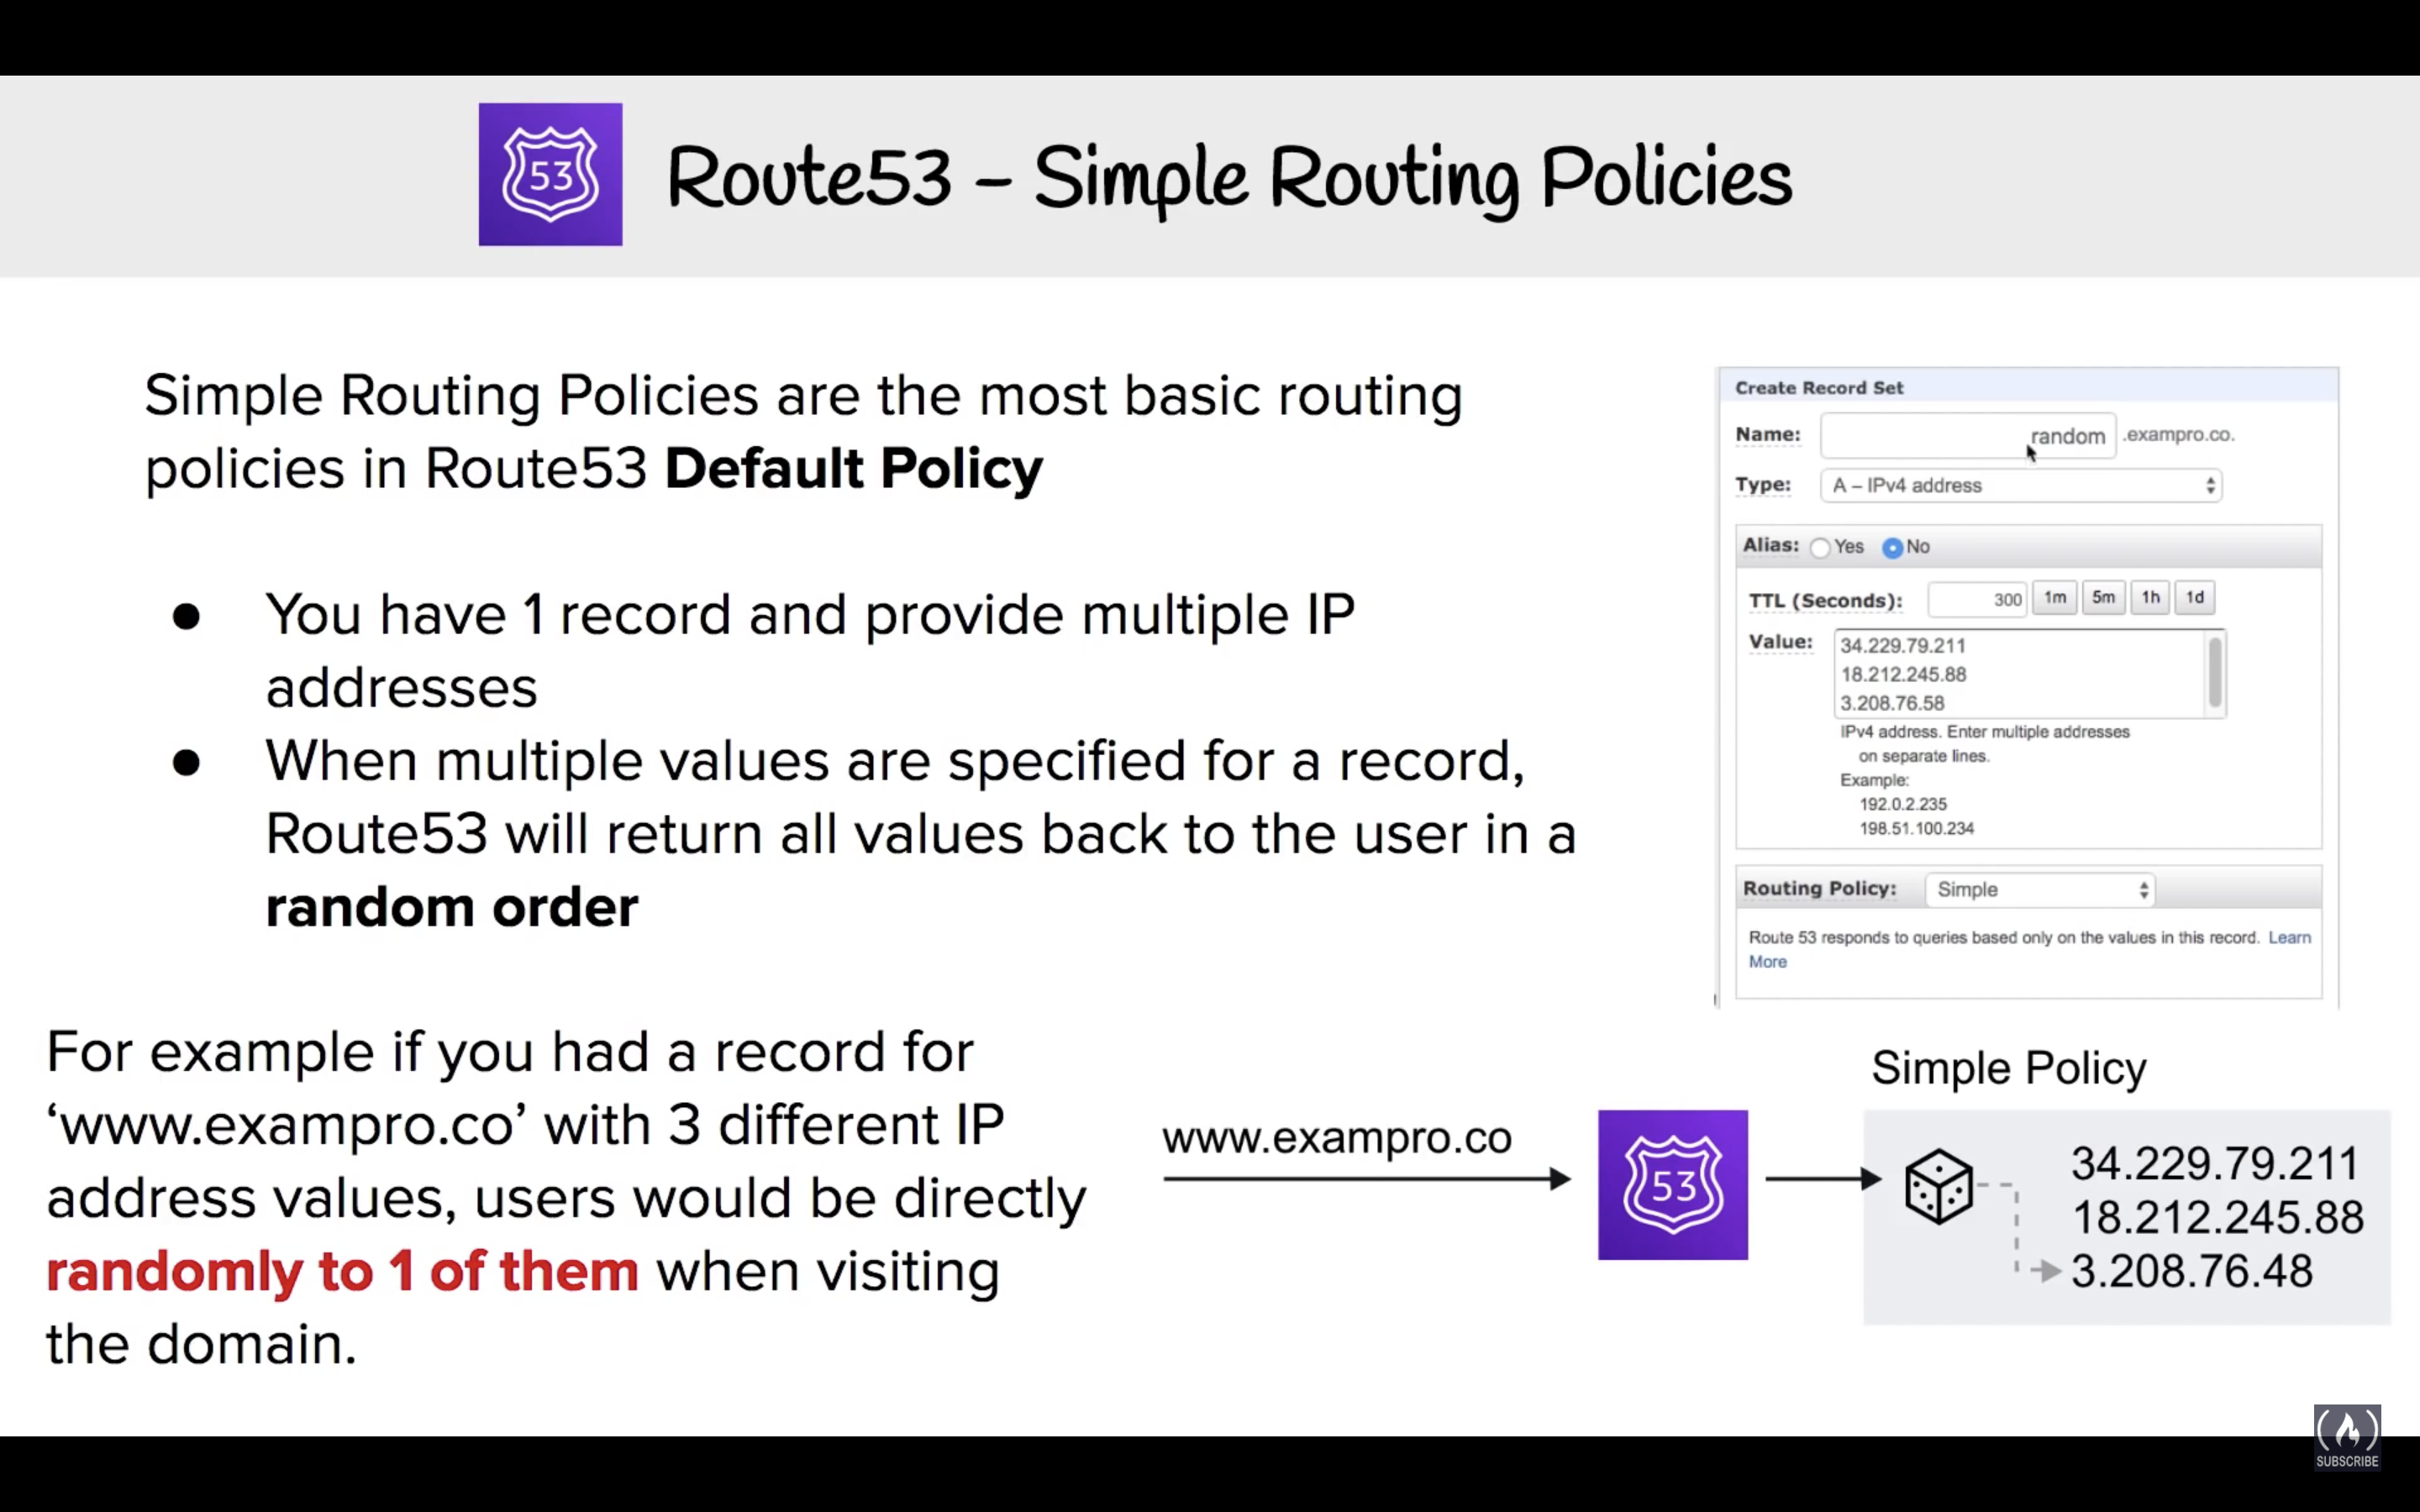 53
Route53 – Simple Routing Policies
Simple Routing Policies are the most basic routing
policies in Route53 Default Policy
● You have 1 record and provide multiple IP
addresses
● When multiple values are specified for a record,
Route53 will return all values back to the user in a
random order
For example if you had a record for
‘www.exampro.co’ with 3 different IP
address values, users would be directly
randomly to 1 of them when visiting
the domain.
Create Record Set
Name: random .exampro.co.
Type: A – IPv4 address
Alias: Yes No
TTL (Seconds): 300 1m 5m 1h 1d
Value: 34.229.79.211
18.212.245.88
3.208.76.58
IPv4 address. Enter multiple addresses
on separate lines.
Example:
192.0.2.235
198.51.100.234
Routing Policy: Simple
Route 53 responds to queries based only on the values in this record. Learn
More
www.exampro.co
53
Simple Policy
34.229.79.211
18.212.245.88
3.208.76.48
SUBSCRIBE